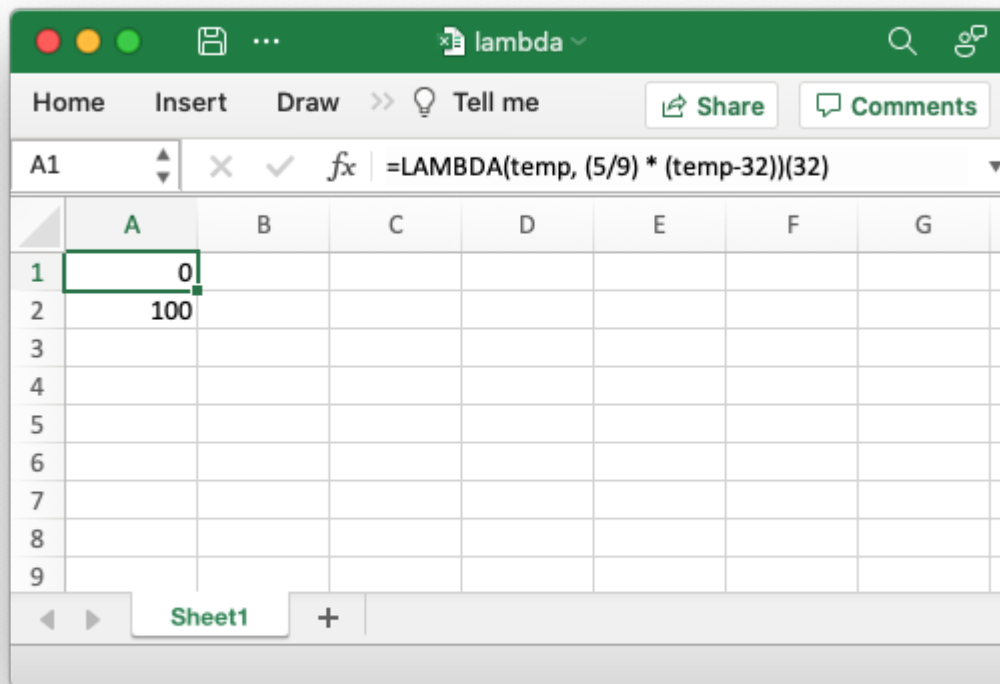 lambda
Home Insert Draw Tell me Share Comments
A1 fx =LAMBDA(temp, (5/9) * (temp-32))(32)
A B C D E F G
1 0
2 100
3
4
5
6
7
8
9
Sheet1 +